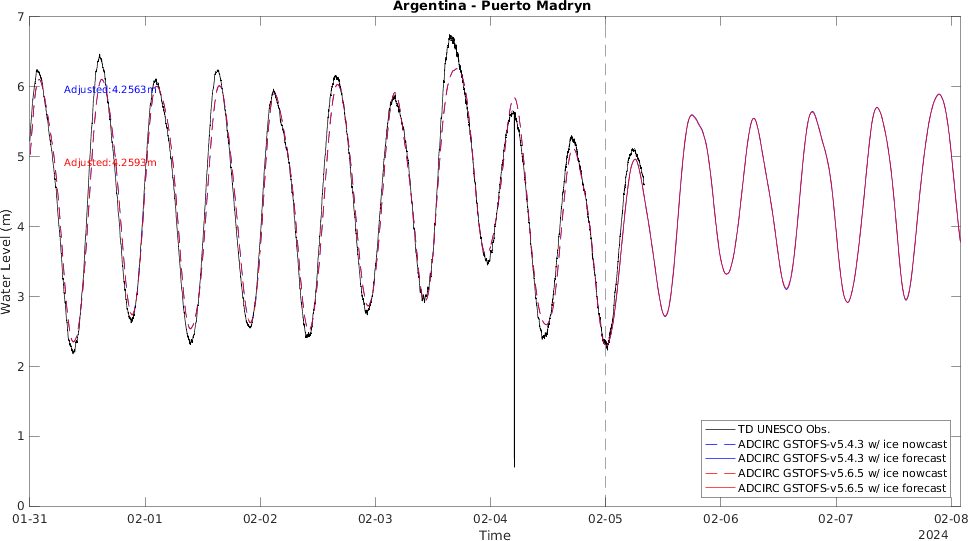 Argentina - Puerto Madryn
7
6
5
4
3
2
1
0
Water Level (m)
Adjusted:4.2563m
Adjusted:4.2593m
TD UNESCO Obs.
ADCIRC GSTOFS-v5.4.3 w/ ice nowcast
ADCIRC GSTOFS-v5.4.3 w/ ice forecast
ADCIRC GSTOFS-v5.6.5 w/ ice nowcast
ADCIRC GSTOFS-v5.6.5 w/ ice forecast
01-31 02-01 02-02 02-03 02-04 02-05 02-06 02-07 02-08
Time
2024